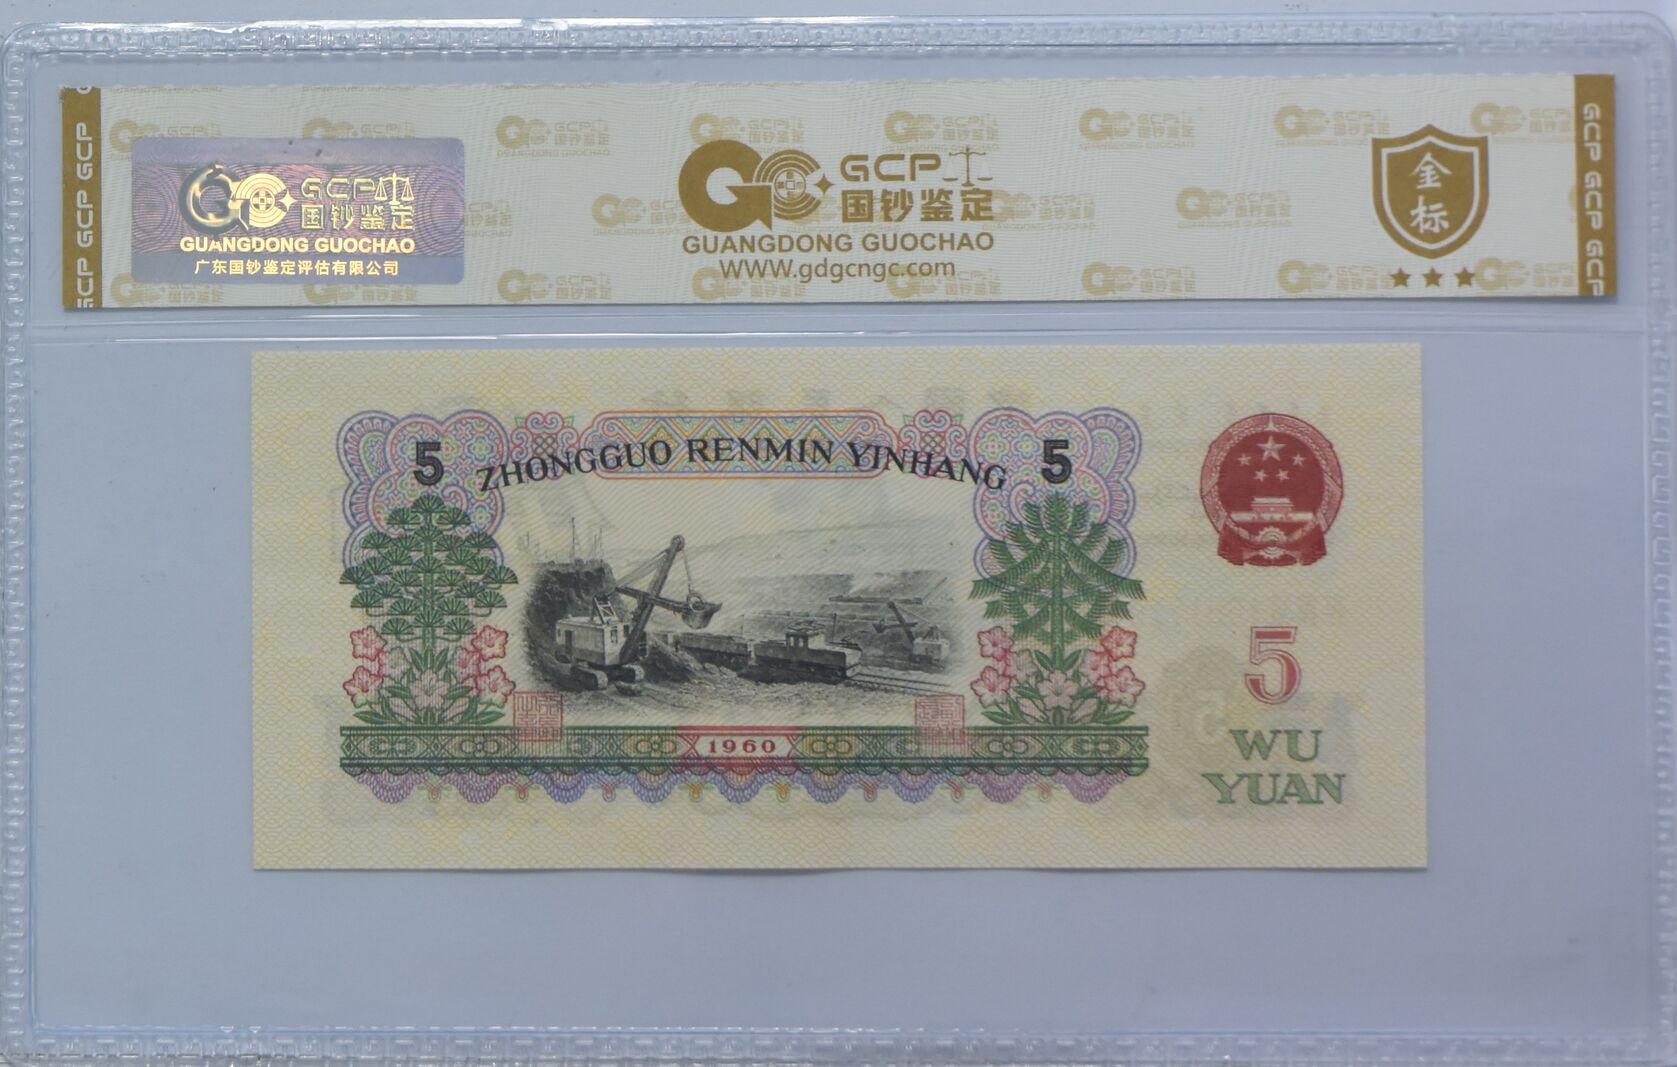 GCP
国钞鉴定
GUANGDONG GUOCHAO
广东国钞鉴定评估有限公司
GCP
国钞鉴定
GUANGDONG GUOCHAO
WWW.gdgcngc.com
金标
GCP GCP GCP
GCP GCP GCP
5
ZHONGGUO RENMIN YINHANG
5
1960
5
WU
YUAN